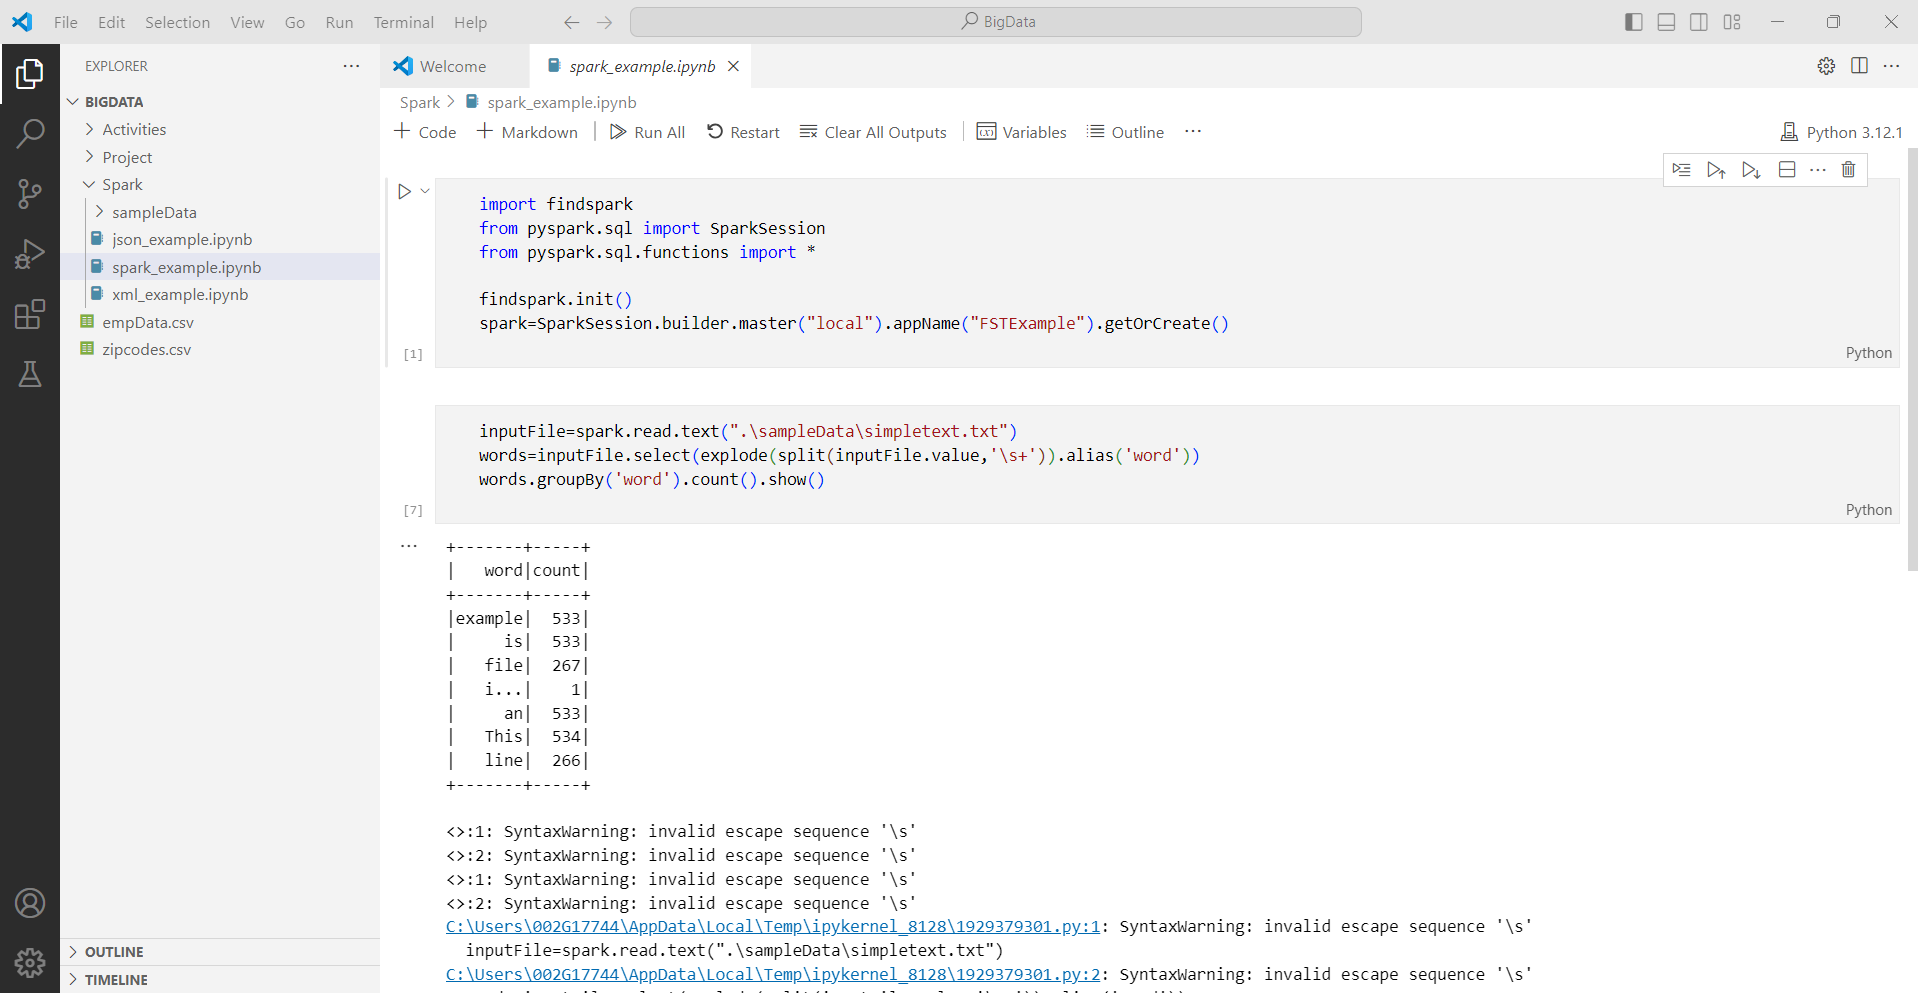 File Edit Selection View Go Run Terminal Help BigData
EXPLORER
BIGDATA
Activities
Project
Spark
sampleData
json_example.ipynb
spark_example.ipynb
xml_example.ipynb
empData.csv
zipcodes.csv
OUTLINE
TIMELINE
Welcome spark_example.ipynb
Spark spark_example.ipynb
Code Markdown Run All Restart Clear All Outputs Variables Outline Python 3.12.1
import findspark
from pyspark.sql import SparkSession
from pyspark.sql.functions import *
findspark.init()
spark=SparkSession.builder.master("local").appName("FSTExample").getOrCreate()
[1] Python
inputFile=spark.read.text(".\sampleData\simpletext.txt")
words=inputFile.select(explode(split(inputFile.value,'\s+')).alias('word'))
words.groupBy('word').count().show()
[7] Python
+-------+-----+
|   word|count|
+-------+-----+
|example|  533|
|     is|  533|
|   file|  267|
|   i...|    1|
|     an|  533|
|   This|  534|
|   line|  266|
+-------+-----+
<>:1: SyntaxWarning: invalid escape sequence '\s'
<>:2: SyntaxWarning: invalid escape sequence '\s'
<>:1: SyntaxWarning: invalid escape sequence '\s'
<>:2: SyntaxWarning: invalid escape sequence '\s'
C:\Users\002G17744\AppData\Local\Temp\ipykernel_8128\1929379301.py:1: SyntaxWarning: invalid escape sequence '\s'
inputFile=spark.read.text(".\sampleData\simpletext.txt")
C:\Users\002G17744\AppData\Local\Temp\ipykernel_8128\1929379301.py:2: SyntaxWarning: invalid escape sequence '\s'